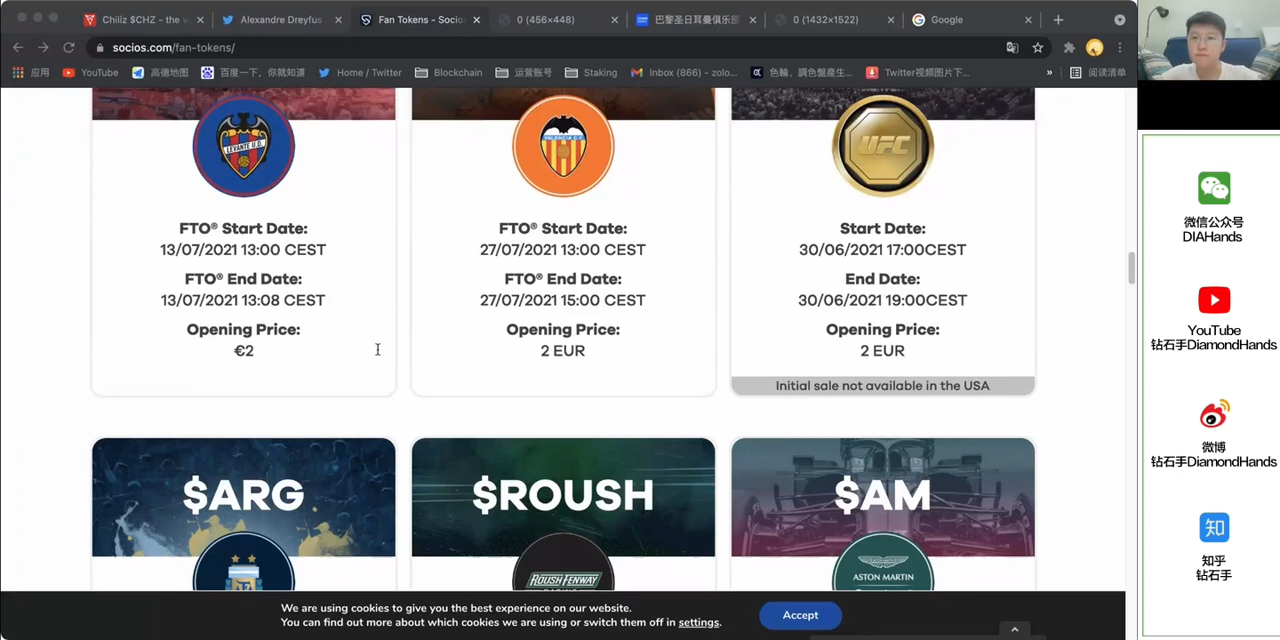 Chiliz $CHZ - the w
Alexandre Dreyfus
Fan Tokens - Socio
0 (456×448)
巴黎圣日耳曼俱乐部
0 (1432×1522)
Google
socios.com/fan-tokens/
应用
YouTube
高德地图
百度一下，你就知道
Home / Twitter
Blockchain
运营账号
Staking
Inbox (866) - zolo...
色輪、調色盤產生...
Twitter视频图片下...
»
阅读清单
LEVANTE U.D.
VALENCIA C.F.
UFC
FTO® Start Date:
13/07/2021 13:00 CEST
FTO® End Date:
13/07/2021 13:08 CEST
Opening Price:
€2
FTO® Start Date:
27/07/2021 13:00 CEST
FTO® End Date:
27/07/2021 15:00 CEST
Opening Price:
2 EUR
Start Date:
30/06/2021 17:00CEST
End Date:
30/06/2021 19:00CEST
Opening Price:
2 EUR
Initial sale not available in the USA
$ARG
$ROUSH
$AM
ROUSH FENWAY
RACING
ASTON MARTIN
We are using cookies to give you the best experience on our website.
You can find out more about which cookies we are using or switch them off in settings.
Accept
微信公众号
DIAHands
YouTube
钻石手DiamondHands
微博
钻石手DiamondHands
知
知乎
钻石手